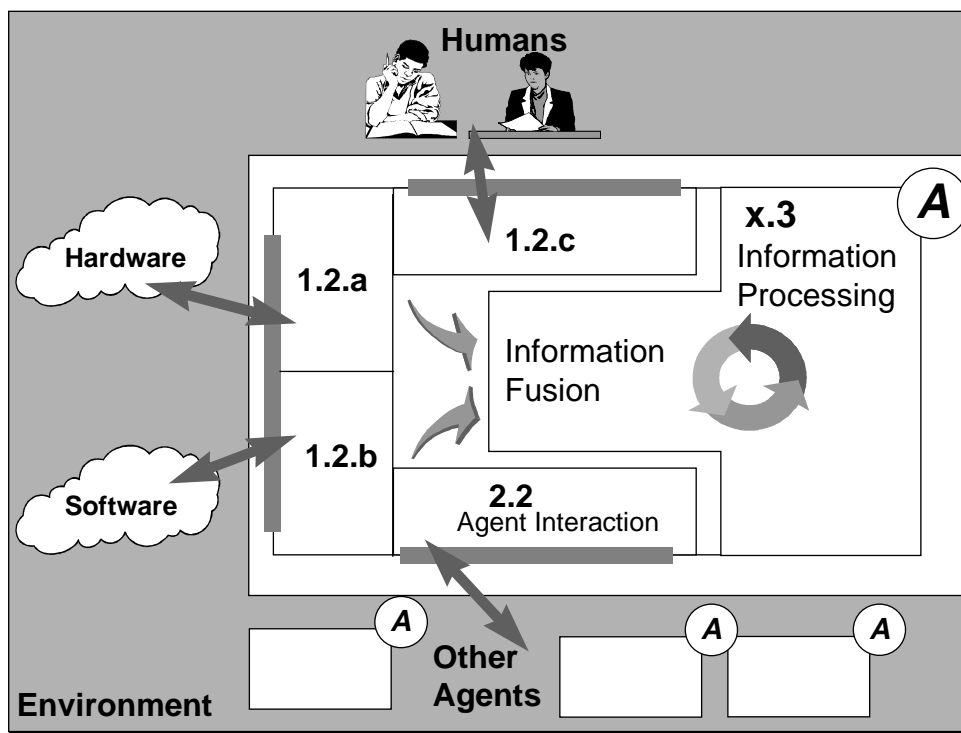 Humans
A
x.3
Information
Processing
1.2.c
Hardware
1.2.a
Information
Fusion
1.2.b
Software
2.2
Agent Interaction
A
A
A
Other
Agents
Environment